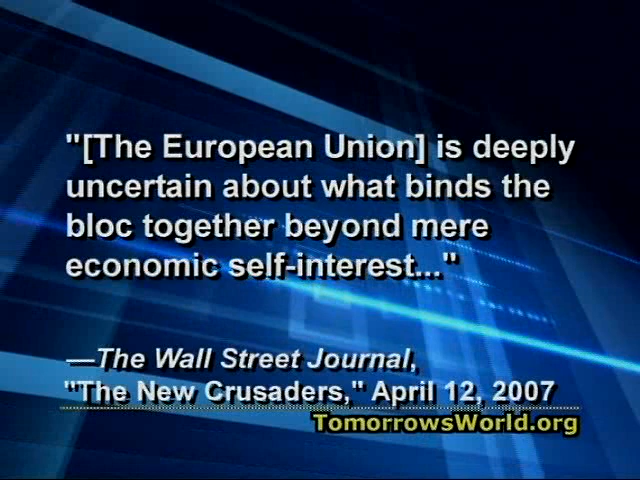 "[The European Union] is deeply
uncertain about what binds the
bloc together beyond mere
economic self-interest..."
—The Wall Street Journal,
"The New Crusaders," April 12, 2007
TomorrowsWorld.org